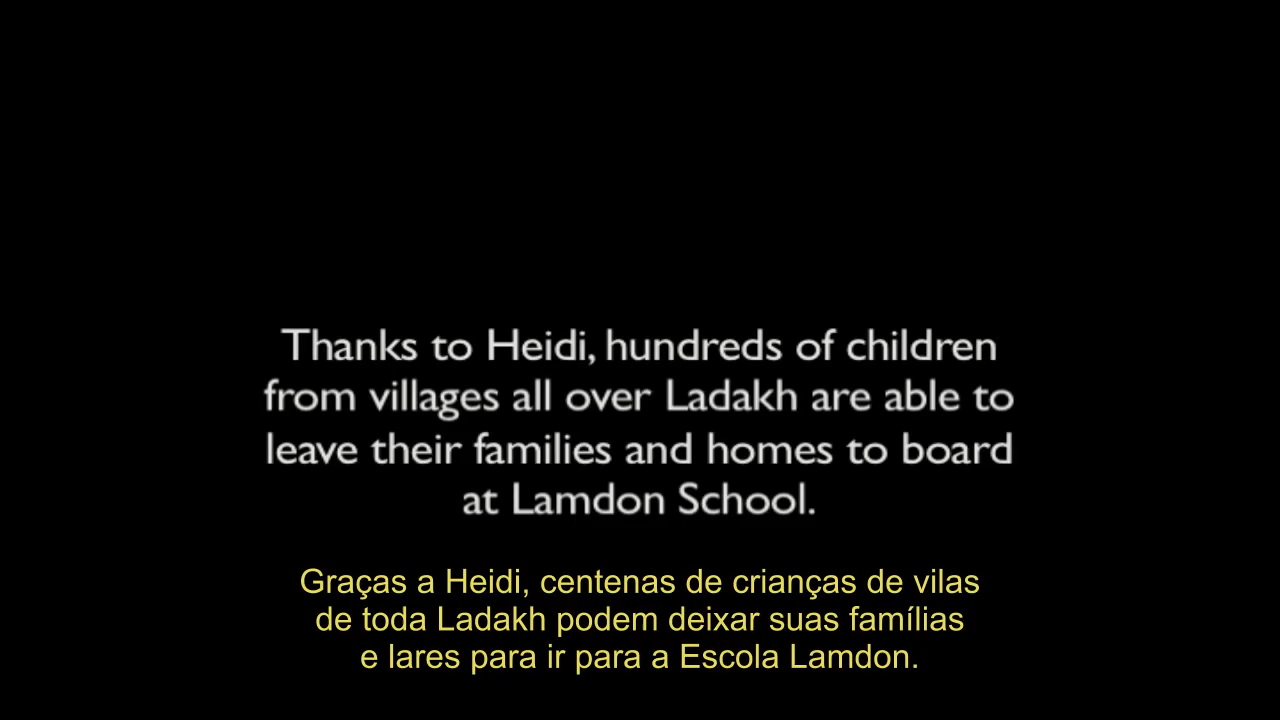 Thanks to Heidi, hundreds of children
from villages all over Ladakh are able to
leave their families and homes to board
at Lamdon School.
Graças a Heidi, centenas de crianças de vilas
de toda Ladakh podem deixar suas famílias
e lares para ir para a Escola Lamdon.